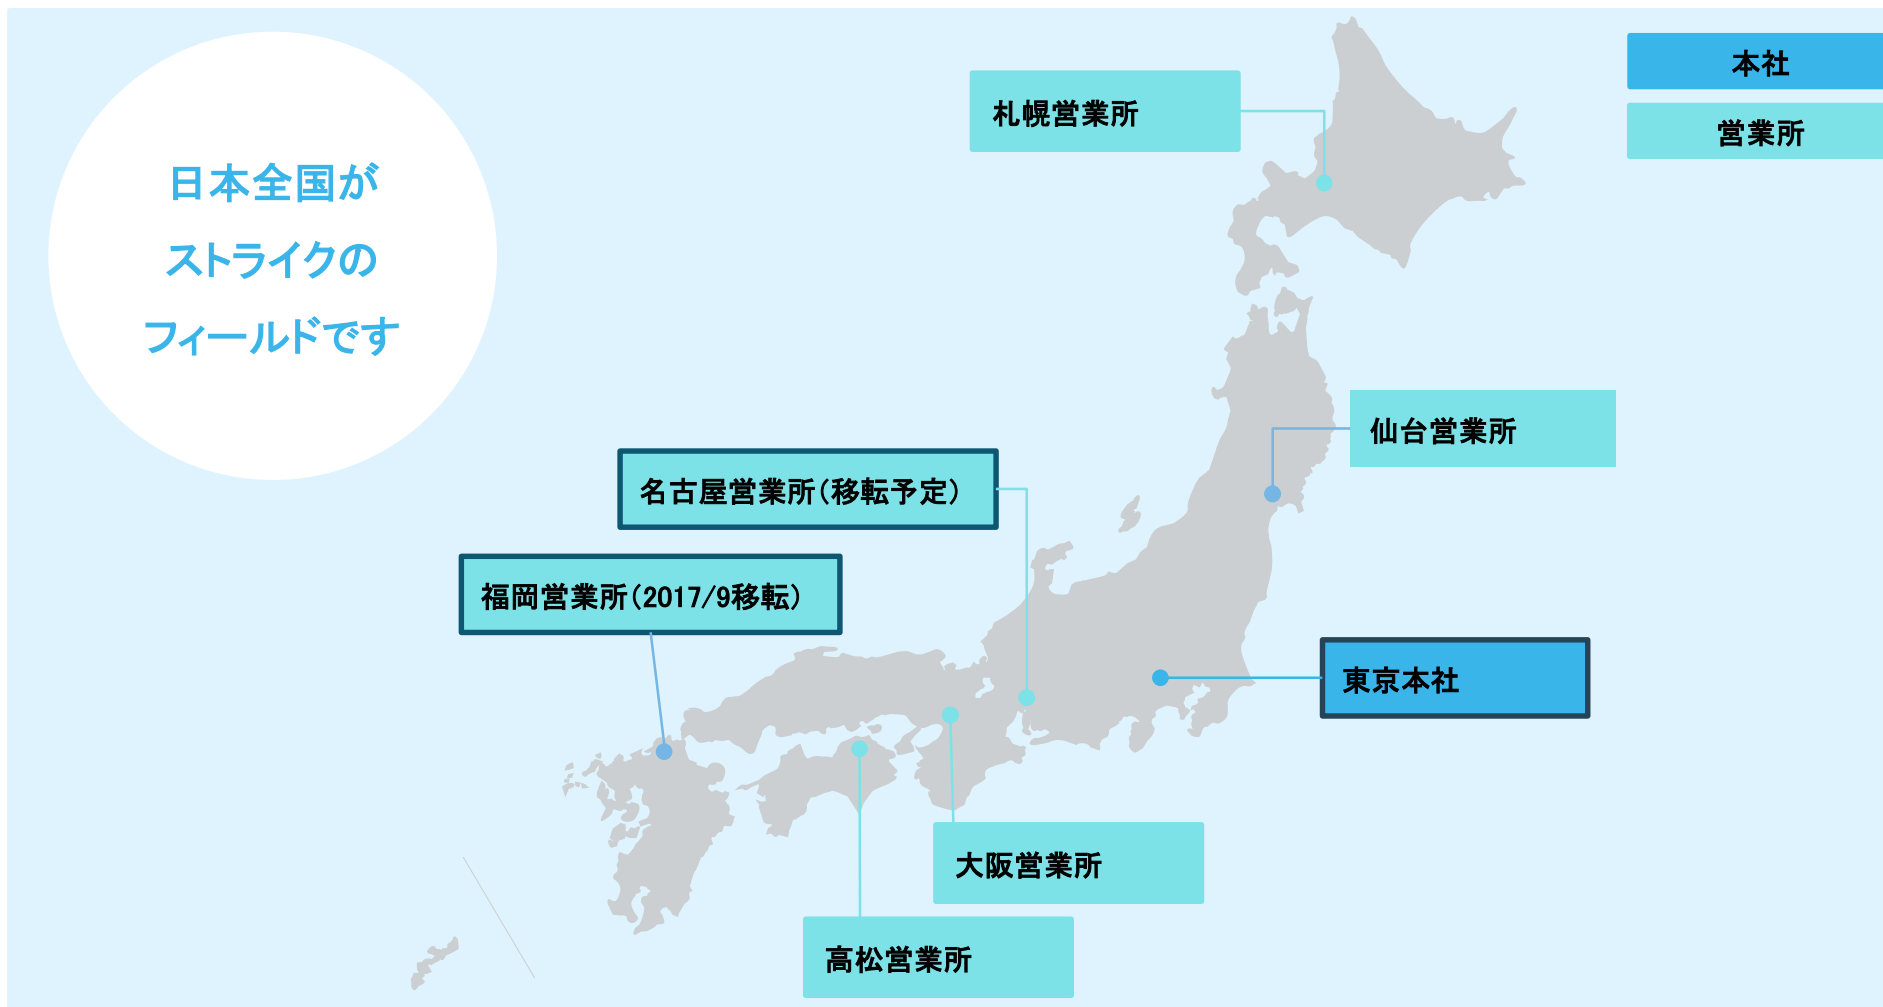 日本全国が
ストライクの
フィールドです
本社
営業所
札幌営業所
仙台営業所
名古屋営業所（移転予定）
福岡営業所（2017/9移転）
東京本社
大阪営業所
高松営業所